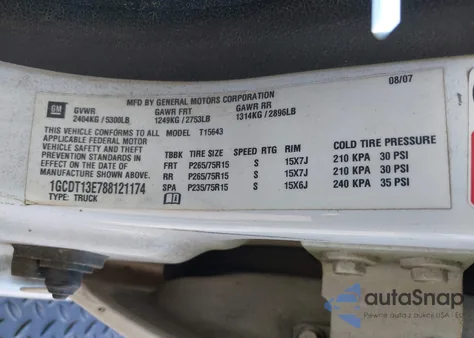 08/07
MFD BY GENERAL MOTORS CORPORATION
GM GVWR GAWR FRT GAWR RR
2404KG / 5300LB 1249KG / 2753LB 1314KG / 2896LB
THIS VEHICLE CONFORMS TO ALL MODEL T15643
APPLICABLE FEDERAL MOTOR
VEHICLE SAFETY AND THEFT
PREVENTION STANDARDS IN
EFFECT ON THE DATE OF
MANUFACTURE SHOWN ABOVE.
1GCDT13E788121174
TYPE: TRUCK
TBBK TIRE SIZE SPEED RTG RIM COLD TIRE PRESSURE
FRT P265/75R15 S 15X7J 210 KPA 30 PSI
RR P265/75R15 S 15X7J 210 KPA 30 PSI
SPA P235/75R15 S 15X6J 240 KPA 35 PSI
autoSnap
Pewne auto z aukcji USA